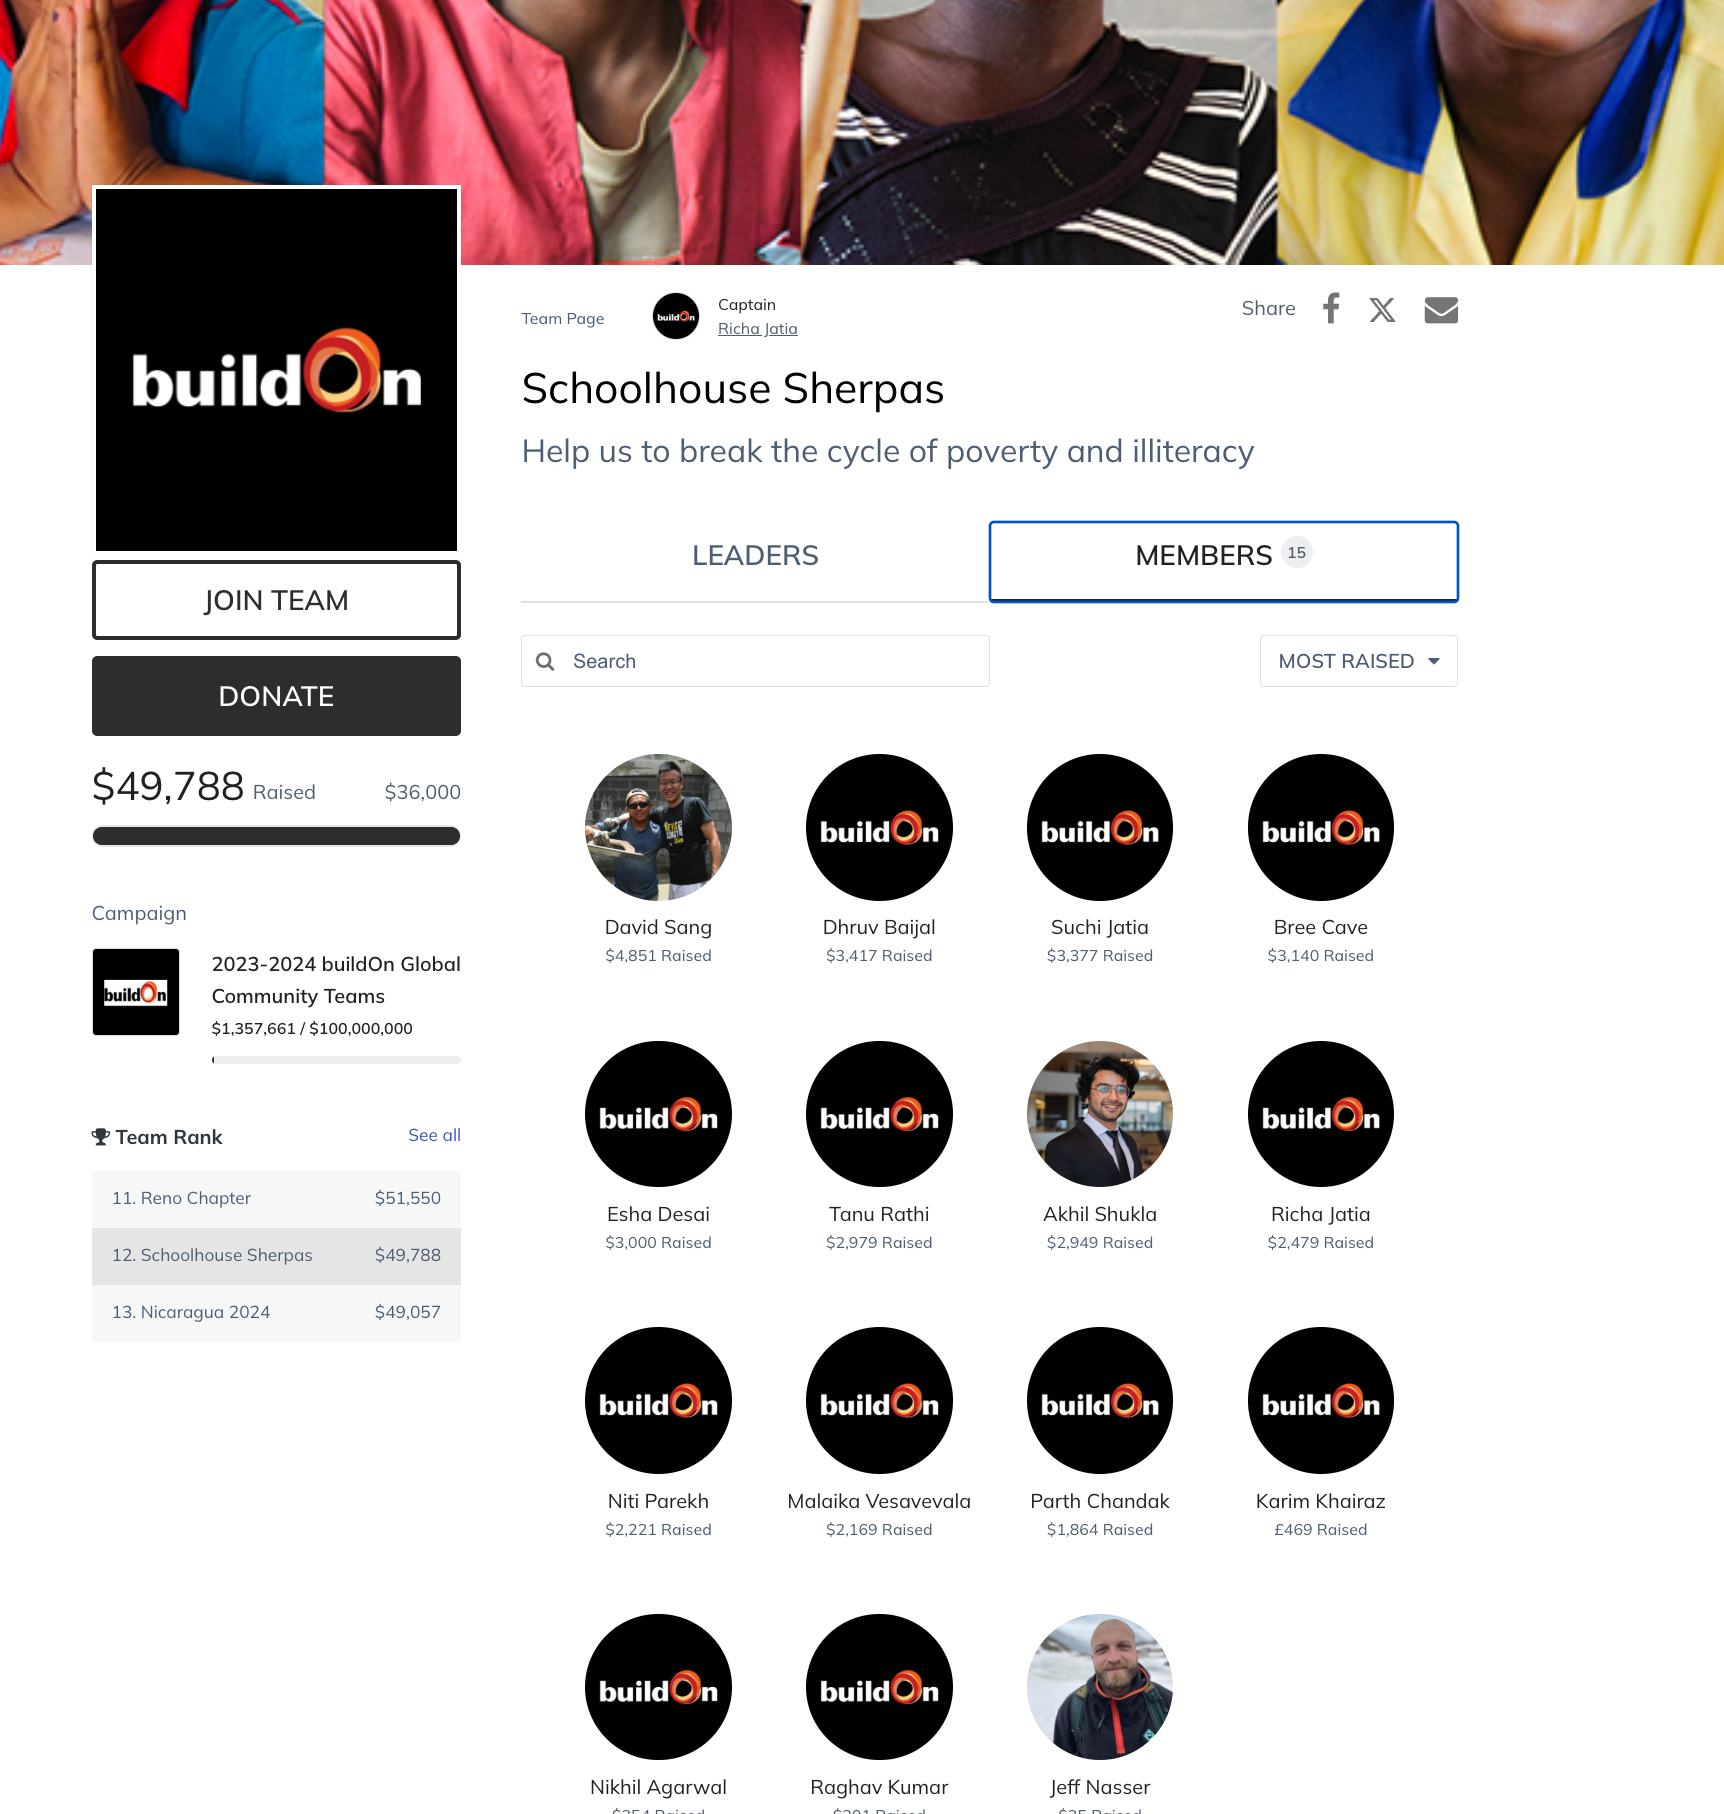 buildOn
Team Page
buildOn
Captain
Richa Jatia
Share
Schoolhouse Sherpas
Help us to break the cycle of poverty and illiteracy
JOIN TEAM
DONATE
$49,788 Raised $36,000
Campaign
buildOn
2023-2024 buildOn Global
Community Teams
$1,357,661 / $100,000,000
Team Rank See all
11. Reno Chapter $51,550
12. Schoolhouse Sherpas $49,788
13. Nicaragua 2024 $49,057
LEADERS MEMBERS 15
Search MOST RAISED
buildOn buildOn buildOn
David Sang Dhruv Baijal Suchi Jatia Bree Cave
$4,851 Raised $3,417 Raised $3,377 Raised $3,140 Raised
buildOn buildOn buildOn
Esha Desai Tanu Rathi Akhil Shukla Richa Jatia
$3,000 Raised $2,979 Raised $2,949 Raised $2,479 Raised
buildOn buildOn buildOn buildOn
Niti Parekh Malaika Vesavevala Parth Chandak Karim Khairaz
$2,221 Raised $2,169 Raised $1,864 Raised £469 Raised
buildOn buildOn
Nikhil Agarwal Raghav Kumar Jeff Nasser